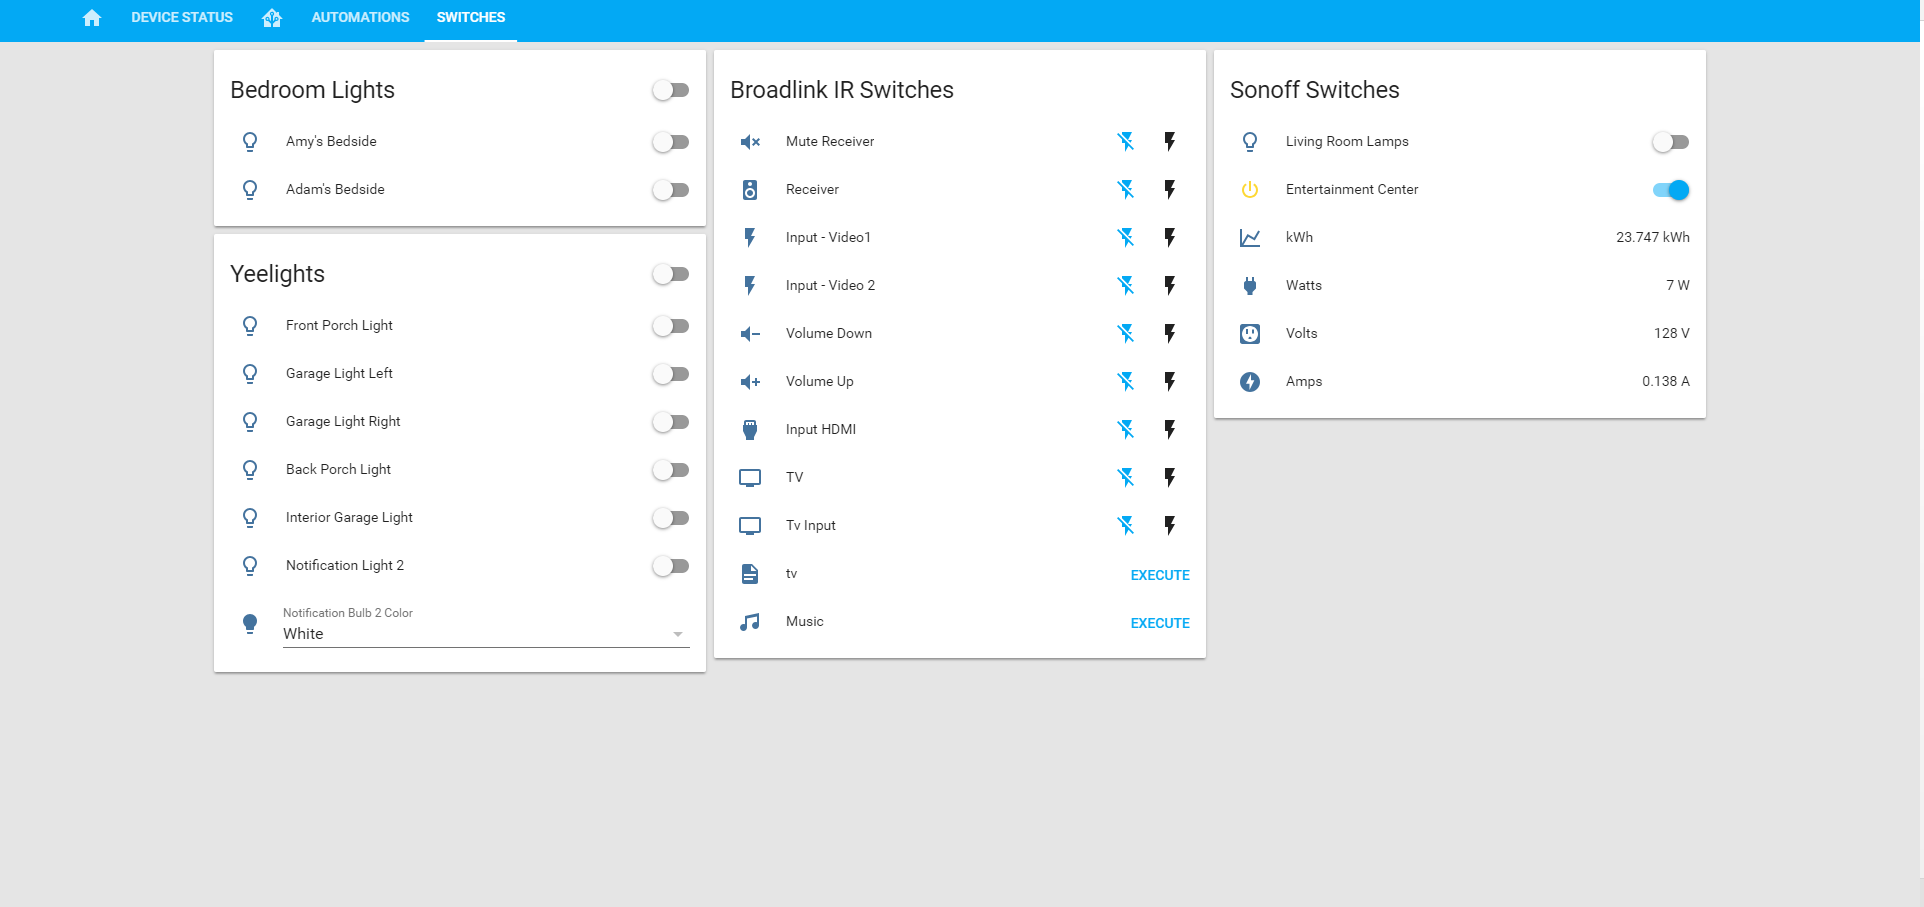 DEVICE STATUS
AUTOMATIONS
SWITCHES
Bedroom Lights
Amy's Bedside
Adam's Bedside
Yeelights
Front Porch Light
Garage Light Left
Garage Light Right
Back Porch Light
Interior Garage Light
Notification Light 2
Notification Bulb 2 Color
White
Broadlink IR Switches
Mute Receiver
Receiver
Input - Video1
Input - Video 2
Volume Down
Volume Up
Input HDMI
TV
Tv Input
tv EXECUTE
Music EXECUTE
Sonoff Switches
Living Room Lamps
Entertainment Center
kWh 23.747 kWh
Watts 7 W
Volts 128 V
Amps 0.138 A